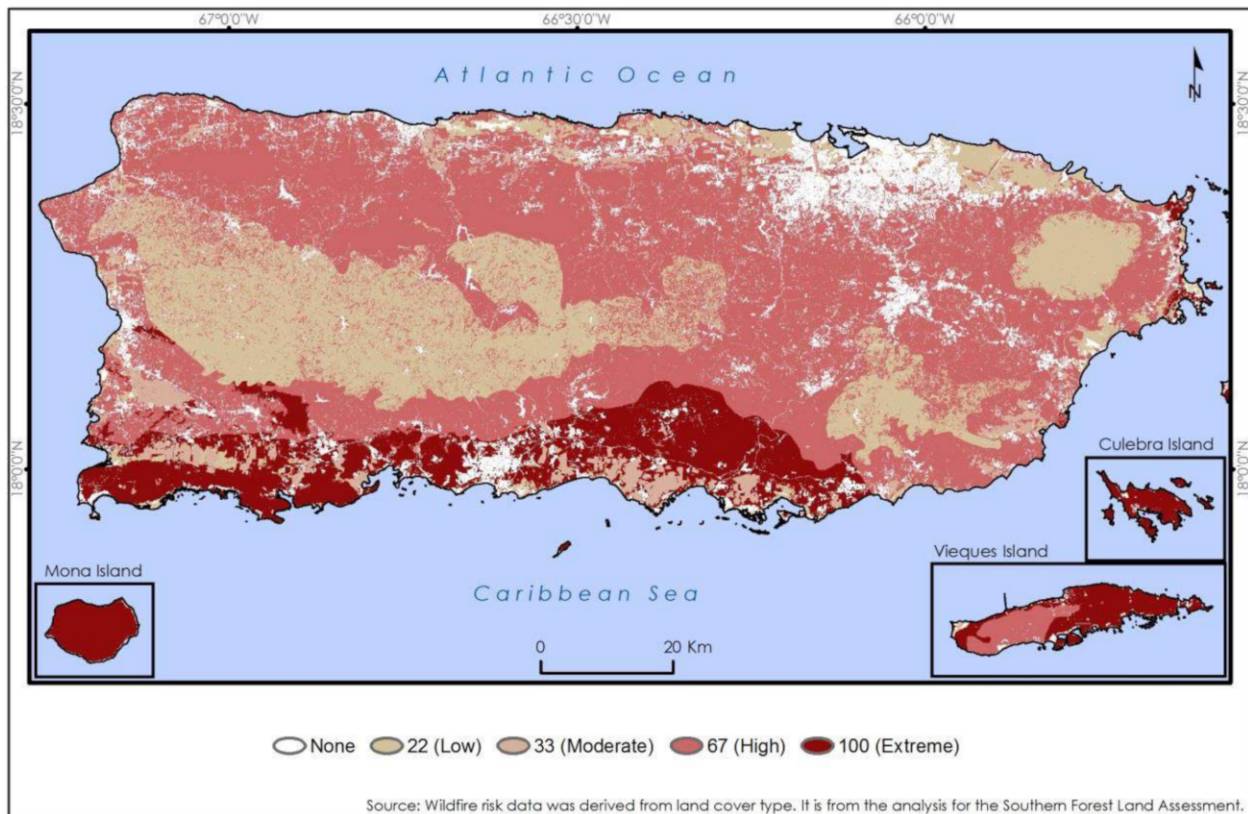 67°0'0"W 66°30'0"W 66°0'0"W
Atlantic Ocean
N
18°30'0"N 18°30'0"N
18°0'0"N 18°0'0"N
Culebra Island
Vieques Island
Mona Island
Caribbean Sea
0 20 Km
None 22 (Low) 33 (Moderate) 67 (High) 100 (Extreme)
Source: Wildfire risk data was derived from land cover type. It is from the analysis for the Southern Forest Land Assessment.